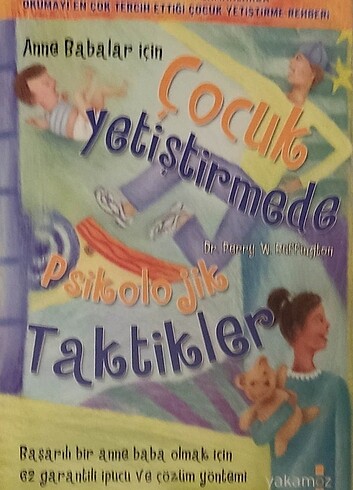 OKUMAYI EN ÇOK TERCİH ETTİĞİ ÇOCUK YETİŞTİRME REHBERİ
Anne Babalar için
Çocuk
yetiştirmede
Dr. Perry W. Buffington
Psikolojik
Taktikler
Başarılı bir anne baba olmak için
62 garantili ipucu ve çözüm yöntemi
yakamoz